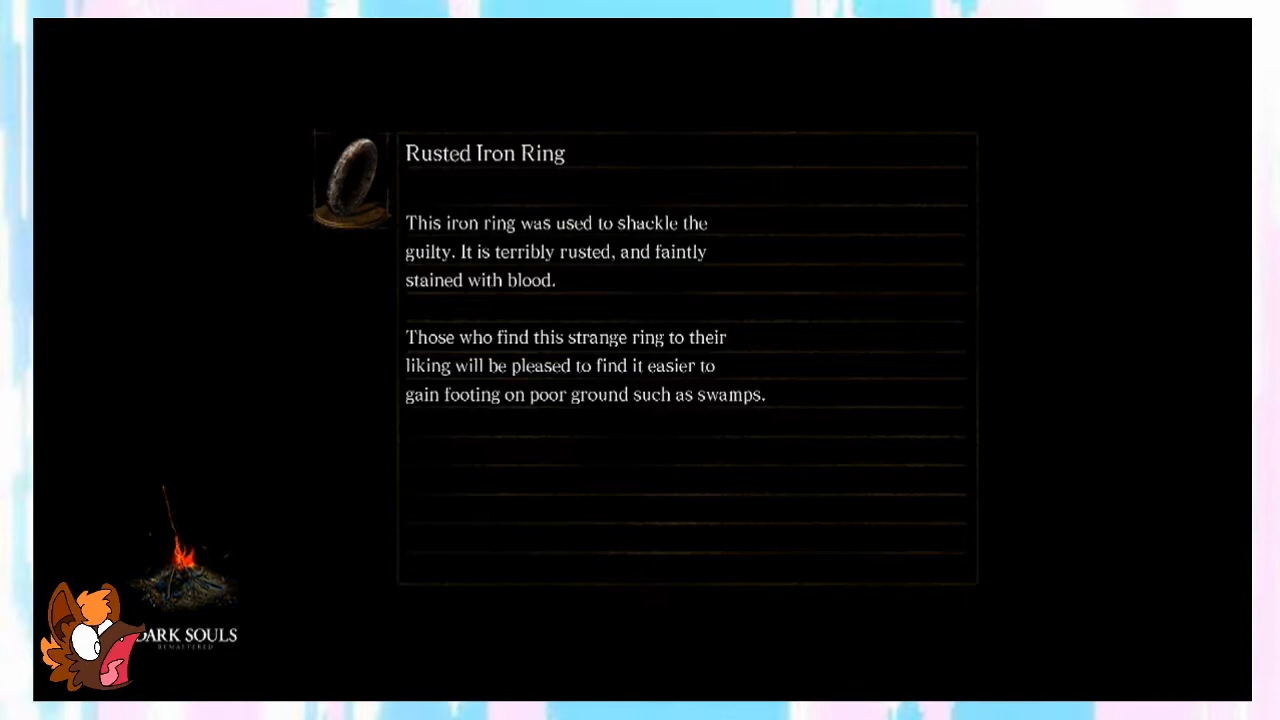 Rusted Iron Ring
This iron ring was used to shackle the
guilty. It is terribly rusted, and faintly
stained with blood.
Those who find this strange ring to their
liking will be pleased to find it easier to
gain footing on poor ground such as swamps.
DARK SOULS
REMASTERED